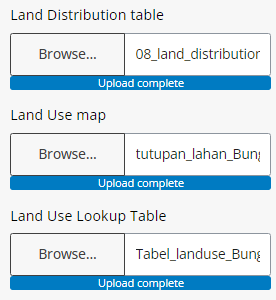 Land Distribution table
Browse... 08_land_distribution
Upload complete
Land Use map
Browse... tutupan_lahan_Bung
Upload complete
Land Use Lookup Table
Browse... Tabel_landuse_Bung
Upload complete